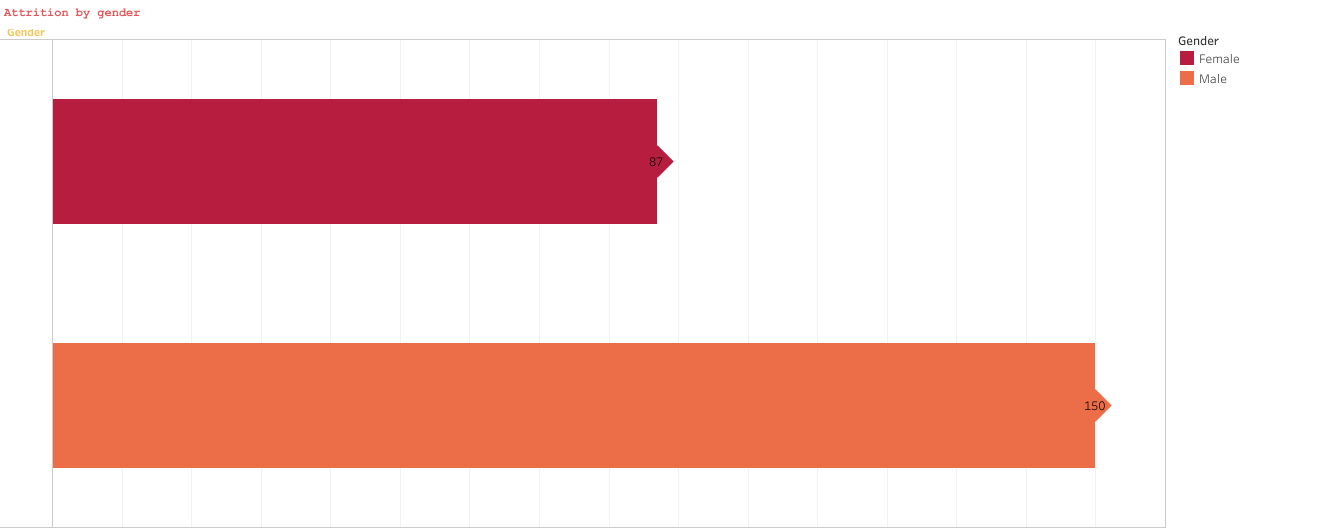 Attrition by gender
Gender
Gender
Female
Male
87
150